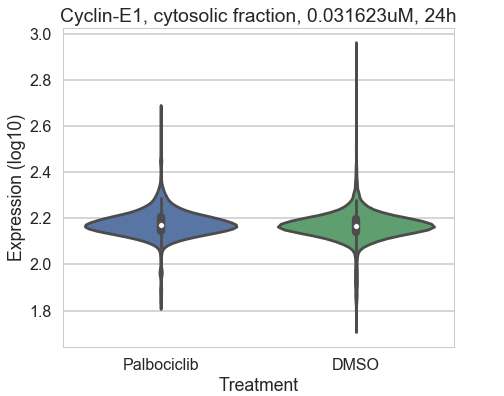 Cyclin-E1, cytosolic fraction, 0.031623uM, 24h
3.0
2.8
2.6
2.4
2.2
2.0
1.8
Expression (log10)
Palbociclib DMSO
Treatment